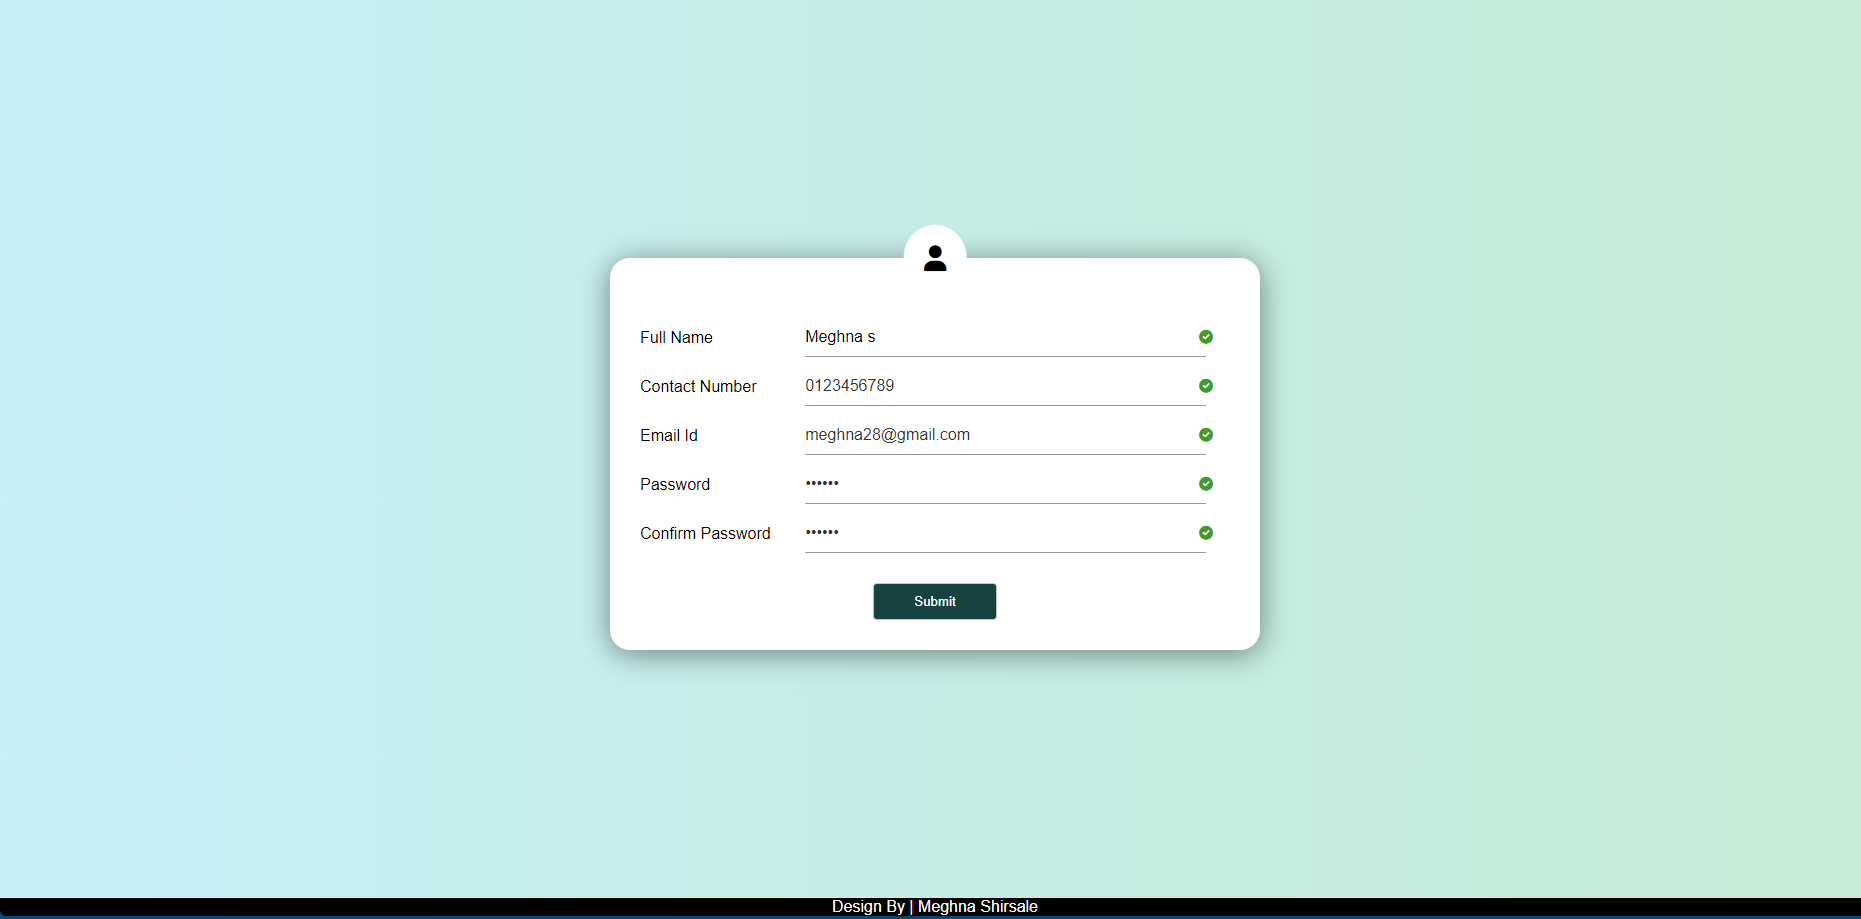 Full Name Meghna s
Contact Number 0123456789
Email Id meghna28@gmail.com
Password ••••••
Confirm Password ••••••
Submit
Design By | Meghna Shirsale